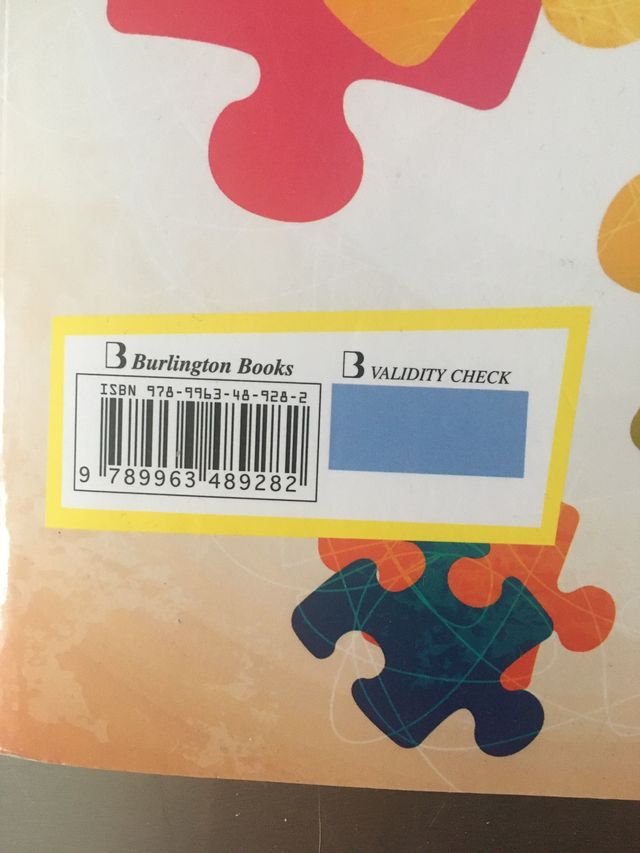 B Burlington Books
B VALIDITY CHECK
ISBN 978-9963-48-928-2
9 789963 489282